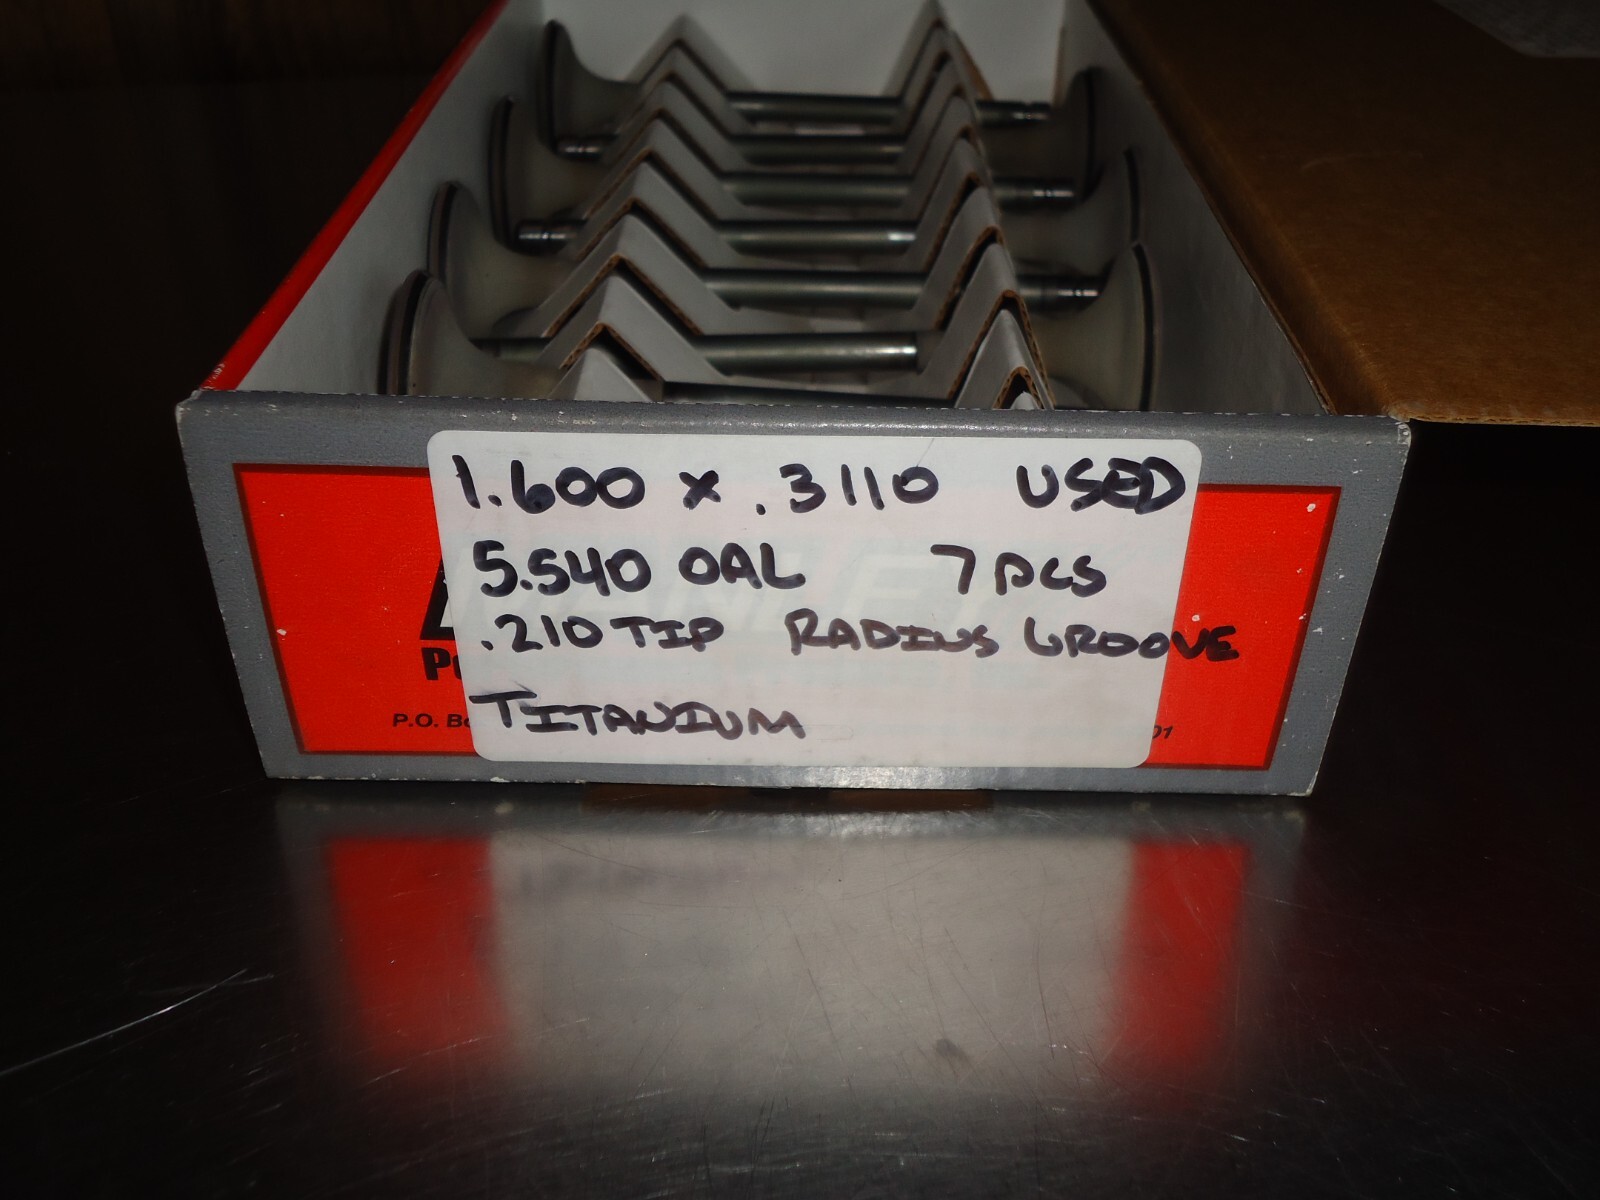 1.600 x .3110 USED
5.540 OAL 7 PCS
.210 TIP RADIUS GROOVE
TITANIUM
P.O.